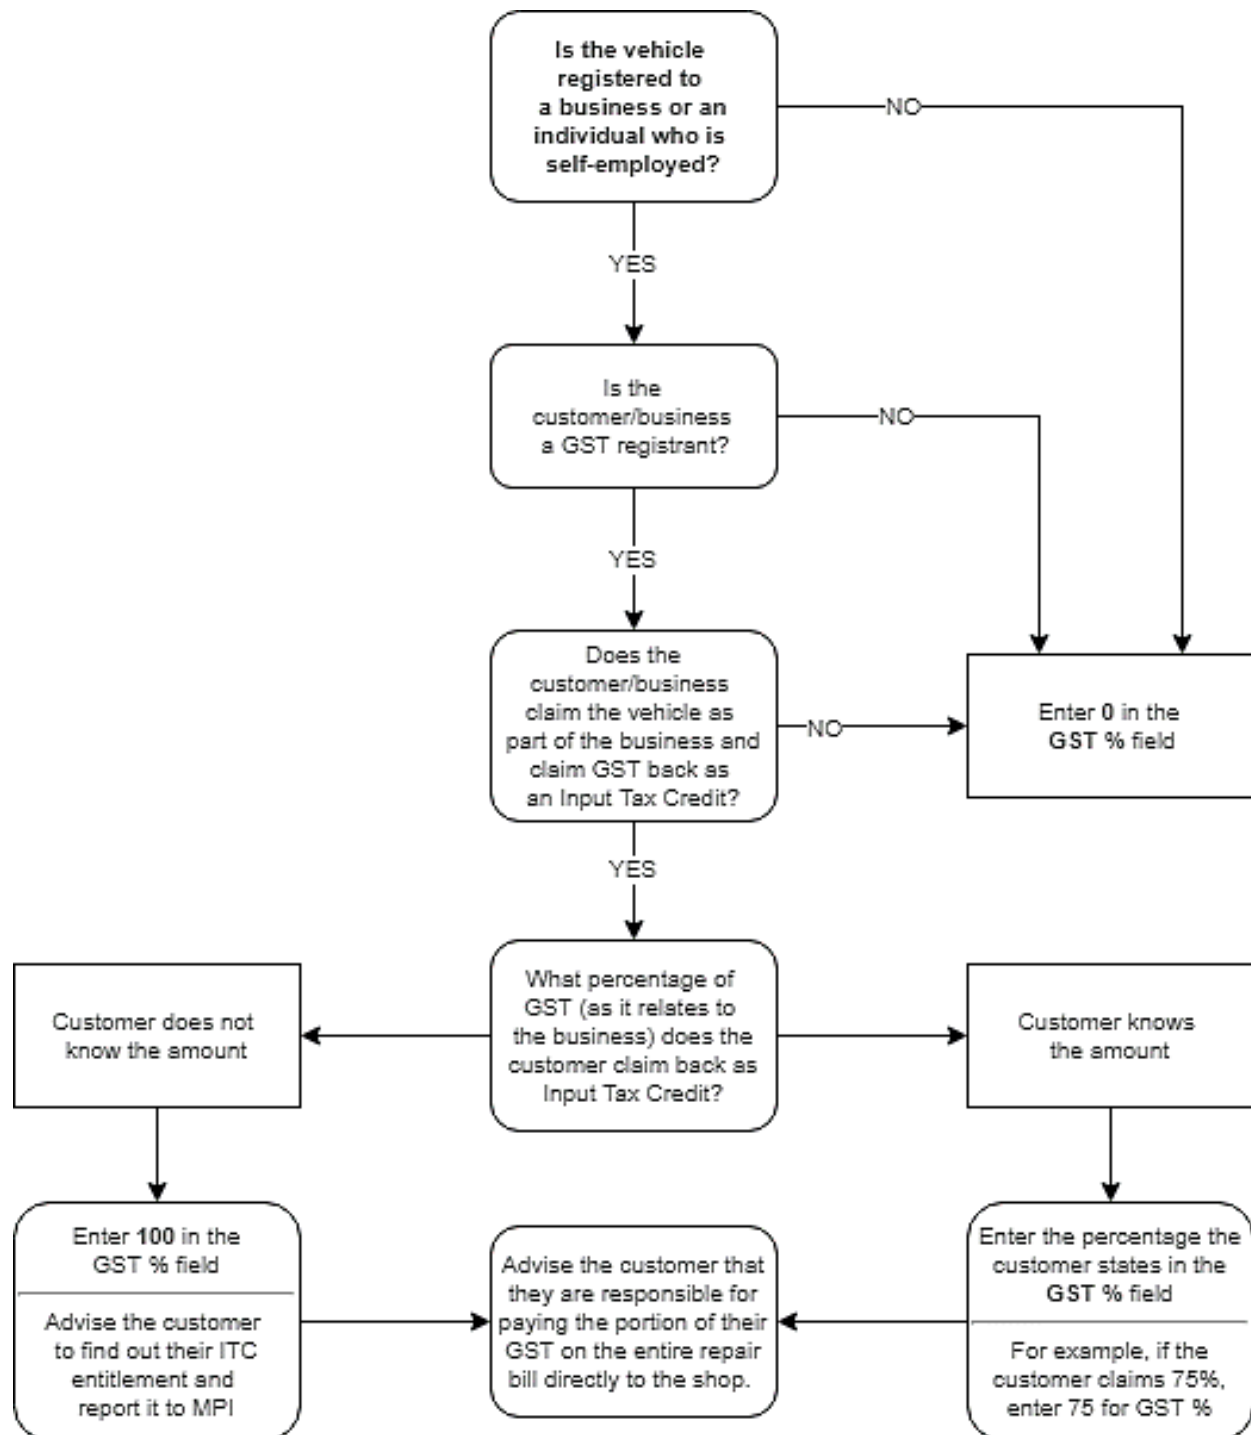 Is the vehicle
registered to
a business or an
individual who is
self-employed?
NO
YES
Is the
customer/business
a GST registrant?
NO
YES
Does the
customer/business
claim the vehicle as
part of the business and
claim GST back as
an Input Tax Credit?
NO
Enter 0 in the
GST % field
YES
What percentage of
GST (as it relates to
the business) does the
customer claim back as
Input Tax Credit?
Customer does not
know the amount
Customer knows
the amount
Enter 100 in the
GST % field
Advise the customer
to find out their ITC
entitlement and
report it to MPI
Advise the customer that
they are responsible for
paying the portion of their
GST on the entire repair
bill directly to the shop.
Enter the percentage the
customer states in the
GST % field
For example, if the
customer claims 75%,
enter 75 for GST %